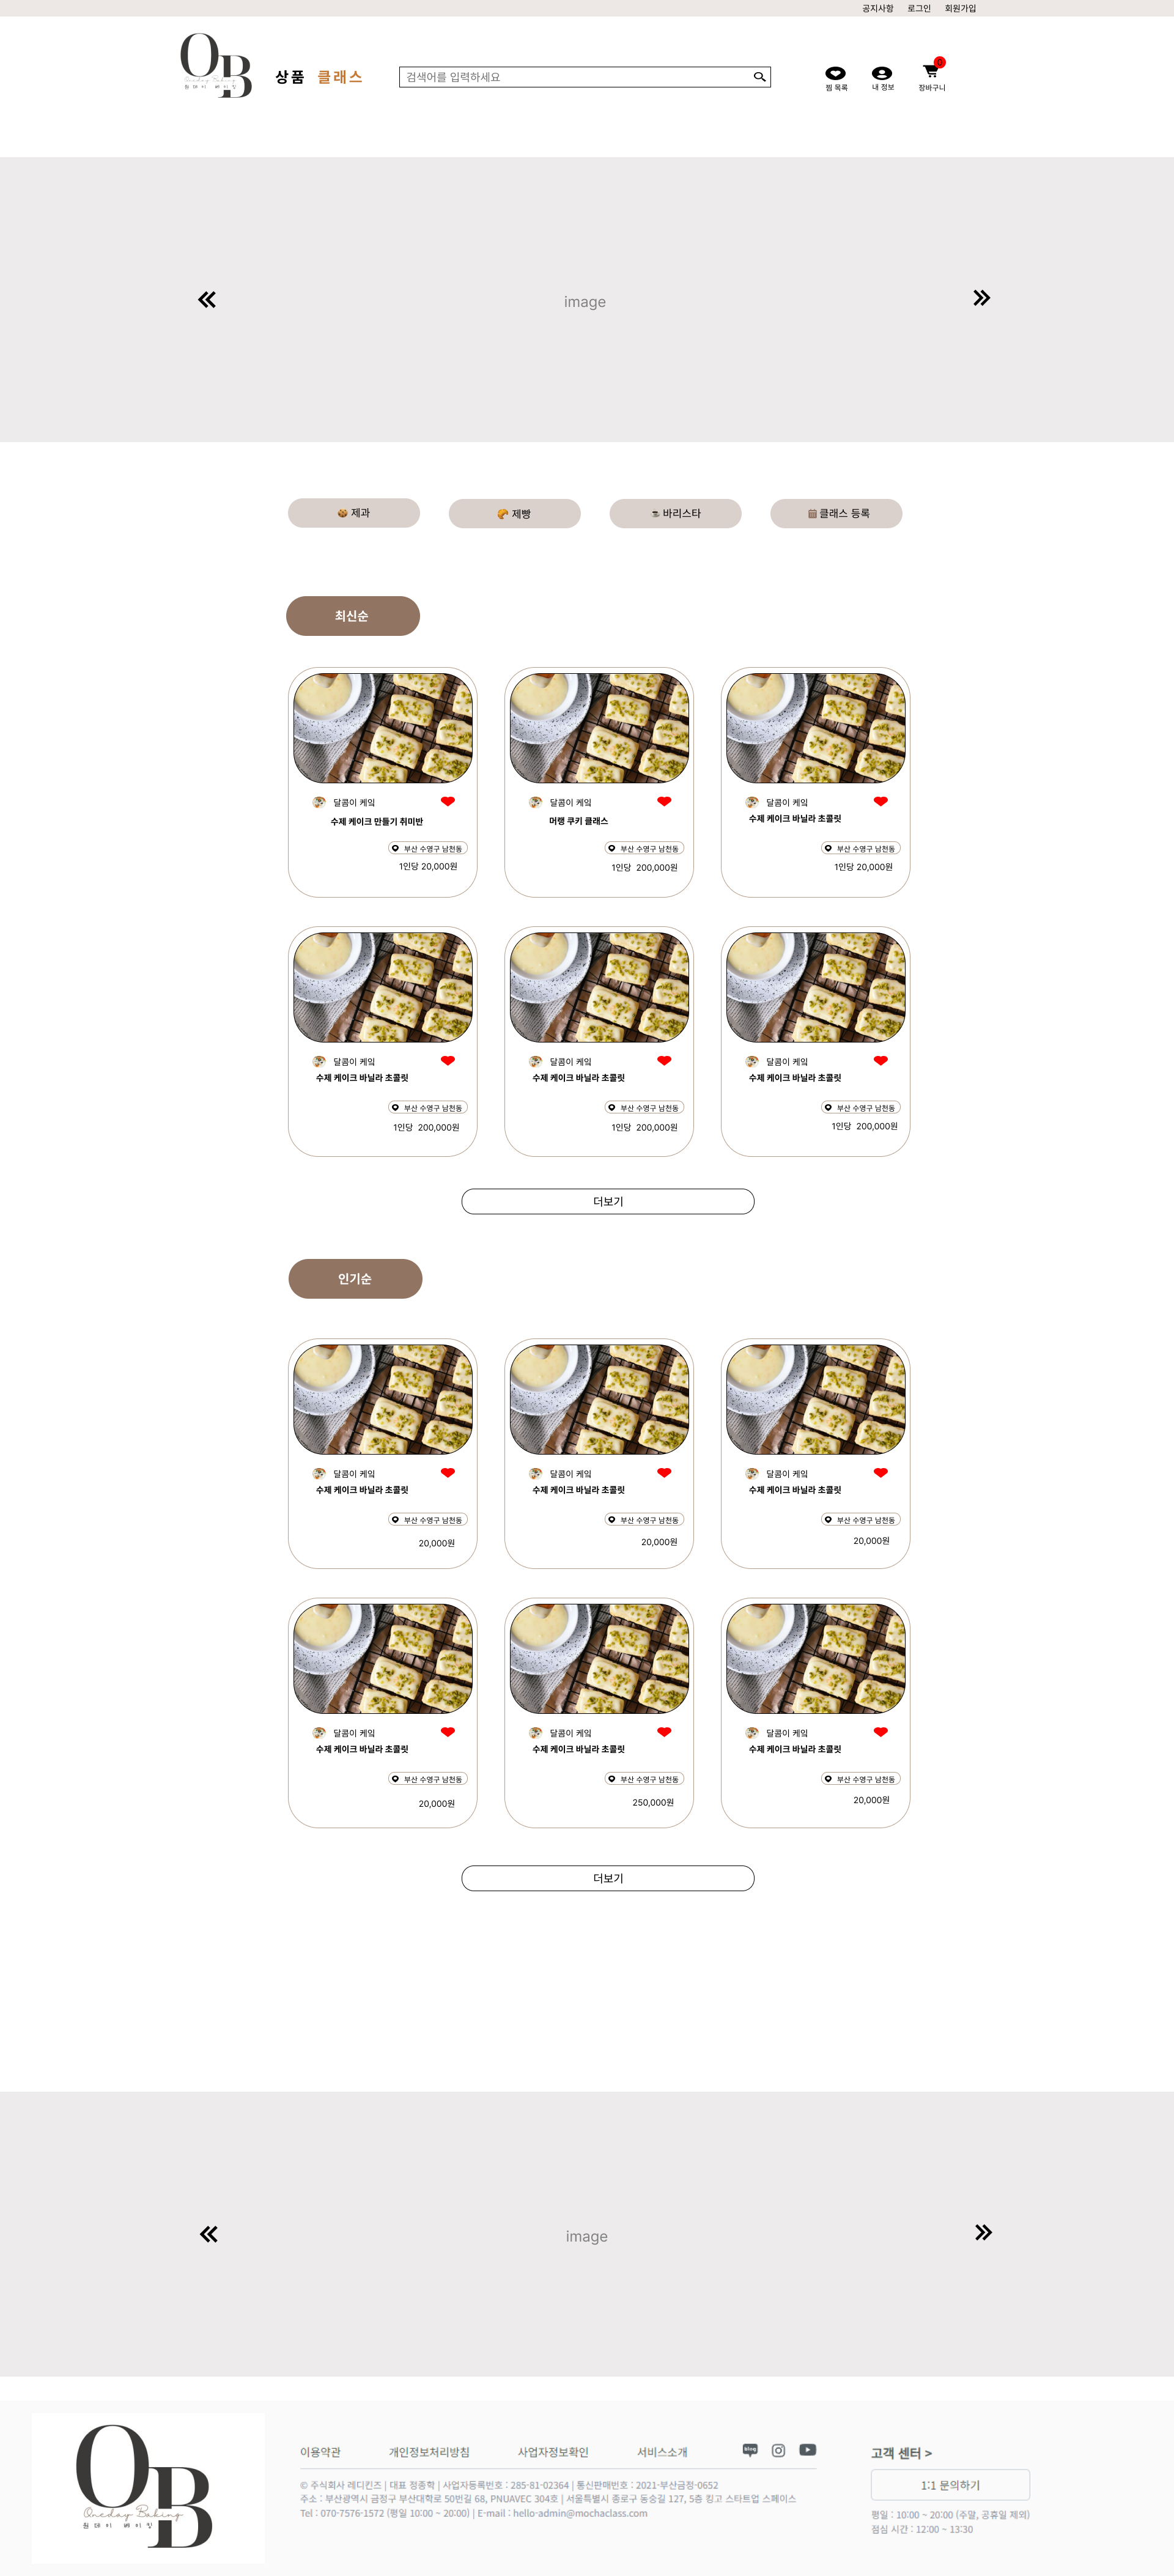 공지사항 로그인 회원가입
OB
Oneday Baking
원데이 베이킹
상품 클래스
검색어를 입력하세요
0
찜 목록 내 정보 장바구니
image
제과 제빵 바리스타 클래스 등록
최신순
달콤이 케잌
수제 케이크 만들기 취미반
부산 수영구 남천동
1인당 20,000원
달콤이 케잌
머랭 쿠키 클래스
부산 수영구 남천동
1인당 200,000원
달콤이 케잌
수제 케이크 바닐라 초콜릿
부산 수영구 남천동
1인당 20,000원
달콤이 케잌
수제 케이크 바닐라 초콜릿
부산 수영구 남천동
1인당 200,000원
달콤이 케잌
수제 케이크 바닐라 초콜릿
부산 수영구 남천동
1인당 200,000원
달콤이 케잌
수제 케이크 바닐라 초콜릿
부산 수영구 남천동
1인당 200,000원
더보기
인기순
달콤이 케잌
수제 케이크 바닐라 초콜릿
부산 수영구 남천동
20,000원
달콤이 케잌
수제 케이크 바닐라 초콜릿
부산 수영구 남천동
20,000원
달콤이 케잌
수제 케이크 바닐라 초콜릿
부산 수영구 남천동
20,000원
달콤이 케잌
수제 케이크 바닐라 초콜릿
부산 수영구 남천동
20,000원
달콤이 케잌
수제 케이크 바닐라 초콜릿
부산 수영구 남천동
250,000원
달콤이 케잌
수제 케이크 바닐라 초콜릿
부산 수영구 남천동
20,000원
더보기
image
OB
Oneday Baking
원데이 베이킹
이용약관 개인정보처리방침 사업자정보확인 서비스소개 blog
© 주식회사 레디킨즈 | 대표 정종학 | 사업자등록번호 : 285-81-02364 | 통신판매번호 : 2021-부산금정-0652
주소 : 부산광역시 금정구 부산대학로 50번길 68, PNUAVEC 304호 | 서울특별시 종로구 동숭길 127, 5층 킹고 스타트업 스페이스
Tel : 070-7576-1572 (평일 10:00 ~ 20:00) | E-mail : hello-admin@mochaclass.com
고객 센터 >
1:1 문의하기
평일 : 10:00 ~ 20:00 (주말, 공휴일 제외)
점심 시간 : 12:00 ~ 13:30